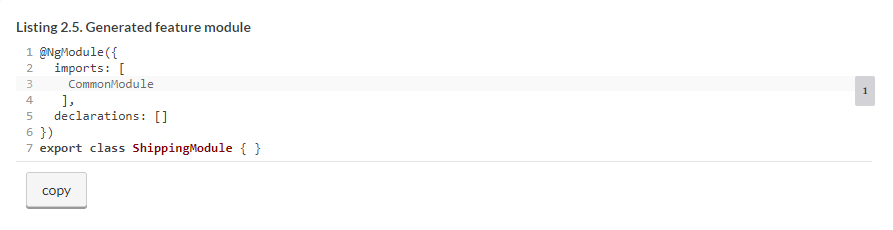 Listing 2.5. Generated feature module
1 @NgModule({
2   imports: [
3     CommonModule
1
4    ],
5   declarations: []
6 })
7 export class ShippingModule { }
copy